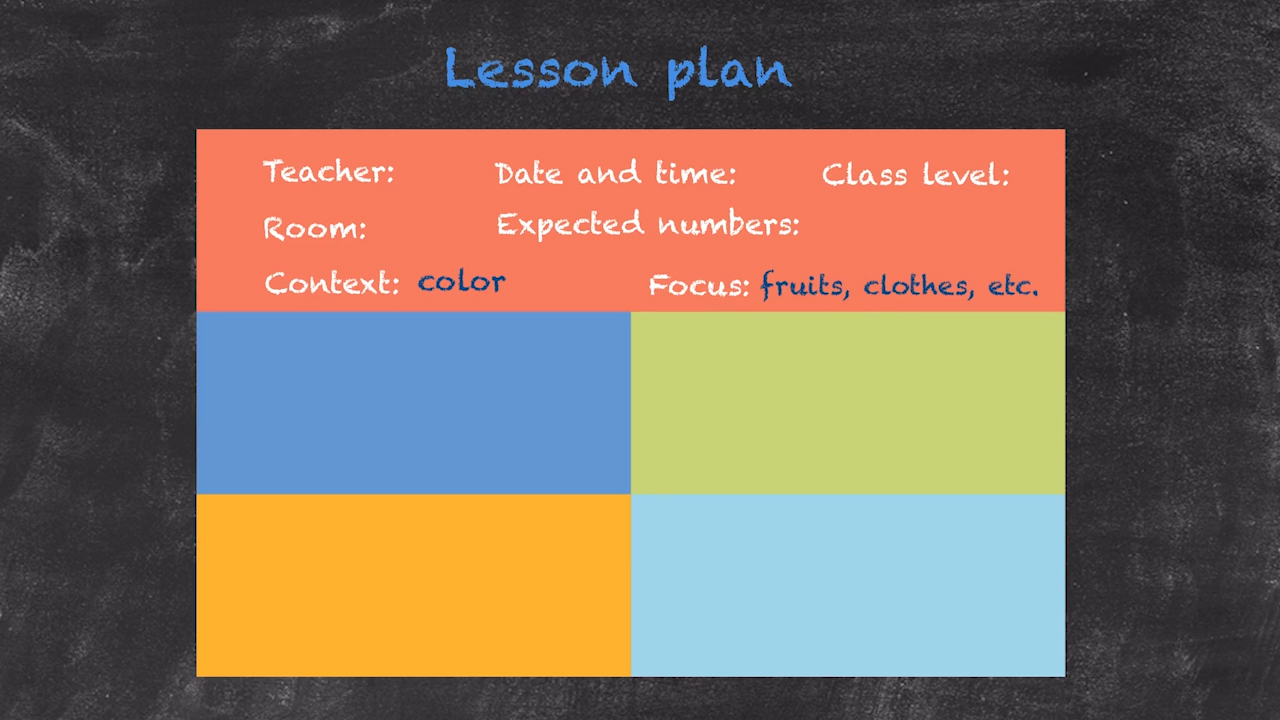 Lesson plan
Teacher: Date and time: Class level:
Room: Expected numbers:
Context: color Focus: fruits, clothes, etc.